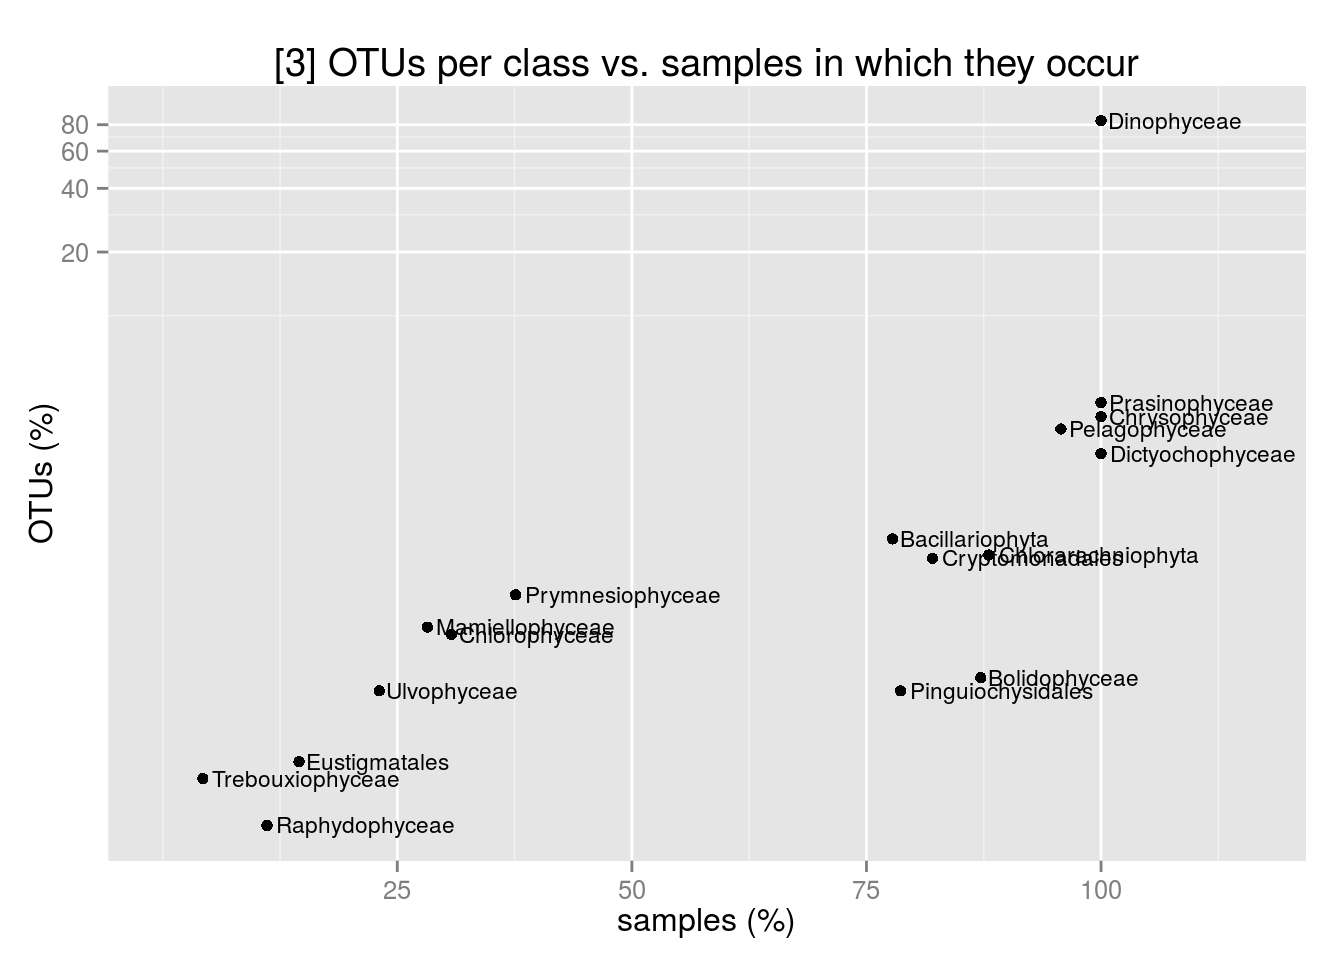 [3] OTUs per class vs. samples in which they occur
80
60
40
20
OTUs (%)
Dinophyceae
Prasinophyceae
Chrysophyceae
Pelagophyceae
Dictyochophyceae
Bacillariophyta
Chlorarachniophyta
Cryptomonadales
Prymnesiophyceae
Mamiellophyceae
Chlorophyceae
Bolidophyceae
Ulvophyceae
Pinguiochysidales
Eustigmatales
Trebouxiophyceae
Raphydophyceae
25 50 75 100
samples (%)